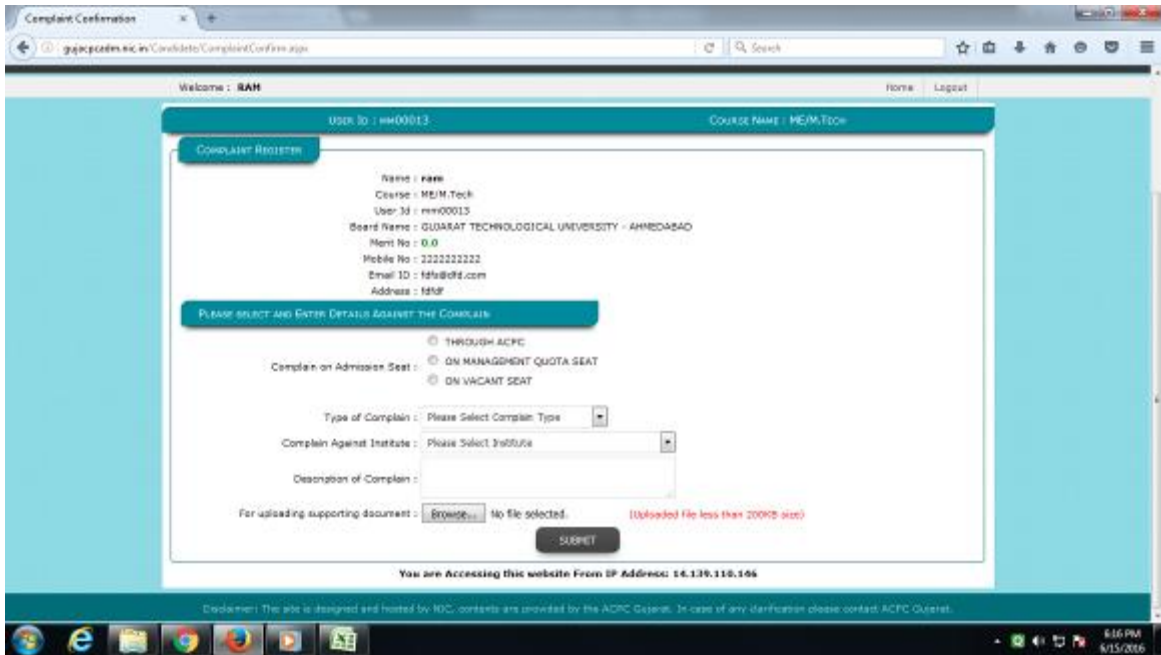 Complaint Confirmation
gujacpcadm.nic.in/Candidate/ComplaintConfirm.aspx
Search
Welcome : RAM
Home
Logout
USER ID : MM00013
COURSE NAME : ME/M.TECH
COMPLAINT REGISTER
Name : ram
Course : ME/M.Tech
User Id : mm00013
Board Name : GUJARAT TECHNOLOGICAL UNIVERSITY - AHMEDABAD
Merit No : 0.0
Mobile No : 2222222222
Email ID :
Address : fdfdf
PLEASE SELECT AND ENTER DETAILS AGAINST THE COMPLAIN
THROUGH ACPC
Complain on Admission Seat :
ON MANAGEMENT QUOTA SEAT
ON VACANT SEAT
Type of Complain : Please Select Complain Type
Complain Against Institute : Please Select Institute
Description of Complain :
For uploading supporting document : Browse... No file selected. (Uploaded file less than 200KB size)
SUBMIT
You are Accessing this website From IP Address: 14.139.110.146
Disclaimer: The site is designed and hosted by NIC, contents are provided by the ACPC Gujarat. In case of any clarification please contact ACPC Gujarat.
6:16 PM
6/15/2016